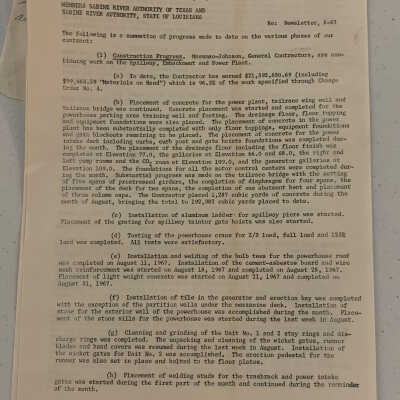 MEMBERS SABINE RIVER AUTHORITY OF TEXAS AND
SABINE RIVER AUTHORITY, STATE OF LOUISIANA
Re: Newsletter, 8-67
The following is a summation of progress made to date on the various phases of our
contract:
(1) Construction Progress. Johnson, General Contractors, are con-
tinuing work on the Spillway, Embankment and Power Plant.
(a) To date, the Contractor has earned (including
"Materials on Hand") which is 96.2% of the work specified through Change
Order No. 4.
(b) Placement of concrete for the power plant, tailrace wing wall and
Tailrace bridge was continued. Concrete placement was started and completed for the
powerhouse parking area training wall and footing. The drainage floor, floor topping
and equipment foundations were also placed. The placement of concrete in the power
plant has been substantially completed with only floor toppings, equipment foundations
and gate blockouts remaining to be placed. The placement of concrete for the power
intake deck including curbs, each post and gate hoists foundations was completed dur-
ing the month. The placement of the drainage floor including the floor finish was
completed at Elevation 77.0, the galleries at Elevation and 88.0, the right and
left pump rooms and the CO2 room at Elevation 109.0, and the generator galleries at
Elevation 109.0. The foundations for all the motor control centers were completed dur-
ing the month. Substantial progress was made on the tailrace bridge with the setting
of five spans of prestressed girders, the completion of diaphragms for four spans, the
placement of the deck for two spans, the completion of one abutment bent and placement
of three column caps. The Contractor placed 1,287 cubic yards of concrete during the
month of August, bringing the total to cubic yards placed to date.
(c) Installation of aluminum ladders for spillway piers was started.
Placement of the grating for spillway tainter gate hoists was also started.
(d) Testing of the powerhouse crane for 1/2 load, full load and 125%
load was completed. All tests were satisfactory.
(e) Installation and welding of the bulb tees for the powerhouse roof
was completed on August 11, 1967. Installation of the cement-asbestos board and wire
mesh reinforcement was started on August 19, 1967 and completed on August 28, 1967.
Placement of light weight concrete was started on August 21, 1967 and completed on
August 31, 1967.
(f) Installation of tile in the generator and erection bay was completed
with the exception of the partition walls under the mezzanine deck. Installation of
stone for the exterior wall of the powerhouse was accomplished during the month. Place-
ment of the stone sills for the powerhouse was started during the last week in August.
(g) Cleaning and grinding of the Unit No. 1 and 2 stay rings and dis-
charge rings was completed. The unpacking and cleaning of the wicket gates, runner
blades and head covers was resumed during the last week in August. Installation of
the wicket gates for Unit No. 2 was accomplished. The erection pedestal for the
runner was also set in place and bolted to the floor plates.
(h) Placement of welding studs for the trashrack and power intake
gates was started during the first part of the month and continued during the remainder
of the month.